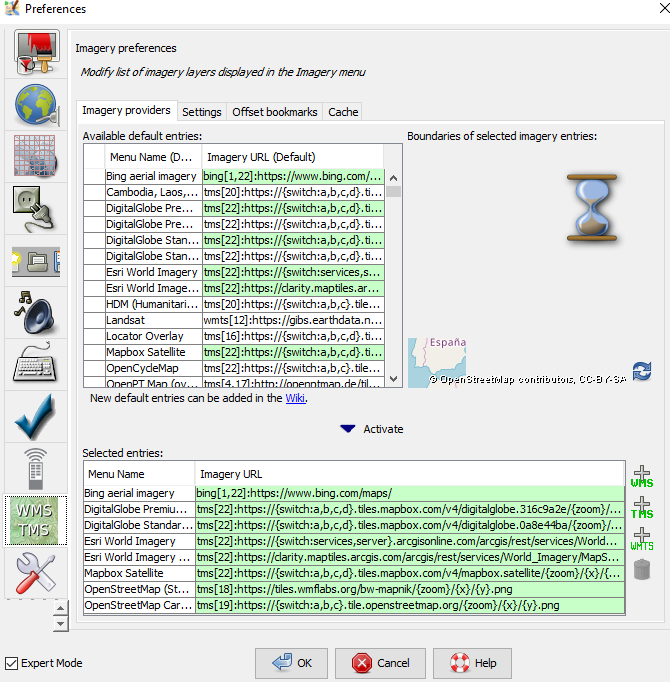 Preferences
Imagery preferences
Modify list of imagery layers displayed in the Imagery menu
Imagery providers Settings Offset bookmarks Cache
Available default entries: Boundaries of selected imagery entries:
Menu Name (D... Imagery URL (Default)
Bing aerial imagery bing[1,22]:https://www.bing.com/...
Cambodia, Laos,... tms[20]:https://{switch:a,b,c,d}.ti...
DigitalGlobe Pre... tms[22]:https://{switch:a,b,c,d}.ti...
DigitalGlobe Pre... tms[22]:https://{switch:a,b,c,d}.ti...
DigitalGlobe Stan... tms[22]:https://{switch:a,b,c,d}.ti...
DigitalGlobe Stan... tms[22]:https://{switch:a,b,c,d}.ti...
Esri World Imagery tms[22]:https://{switch:services,s...
Esri World Image... tms[22]:https://clarity.maptiles.ar...
HDM (Humanitari... tms[20]:https://{switch:a,b,c}.tile...
Landsat wmts[12]:https://gibs.earthdata.n...
Locator Overlay tms[16]:https://{switch:a,b,c,d}.ti...
Mapbox Satellite tms[22]:https://{switch:a,b,c,d}.ti...
OpenCycleMap tms[22]:https://{switch:a,b,c}.tile...
OpenPT Map (ov... tms[4,17]:http://openptmap.de/til...
España
© OpenStreetMap contributors, CC-BY-SA
New default entries can be added in the Wiki.
Activate
Selected entries:
Menu Name Imagery URL
Bing aerial imagery bing[1,22]:https://www.bing.com/maps/
DigitalGlobe Premiu... tms[22]:https://{switch:a,b,c,d}.tiles.mapbox.com/v4/digitalglobe.316c9a2e/{zoom}/...
DigitalGlobe Standar... tms[22]:https://{switch:a,b,c,d}.tiles.mapbox.com/v4/digitalglobe.0a8e44ba/{zoom}/...
Esri World Imagery tms[22]:https://{switch:services,server}.arcgisonline.com/arcgis/rest/services/World...
Esri World Imagery ... tms[22]:https://clarity.maptiles.arcgis.com/arcgis/rest/services/World_Imagery/MapS...
Mapbox Satellite tms[22]:https://{switch:a,b,c,d}.tiles.mapbox.com/v4/mapbox.satellite/{zoom}/{x}/{...
OpenStreetMap (St... tms[18]:https://tiles.wmflabs.org/bw-mapnik/{zoom}/{x}/{y}.png
OpenStreetMap Car... tms[19]:https://{switch:a,b,c}.tile.openstreetmap.org/{zoom}/{x}/{y}.png
WMS
TMS
WMTS
WMS
TMS
Expert Mode
OK Cancel Help